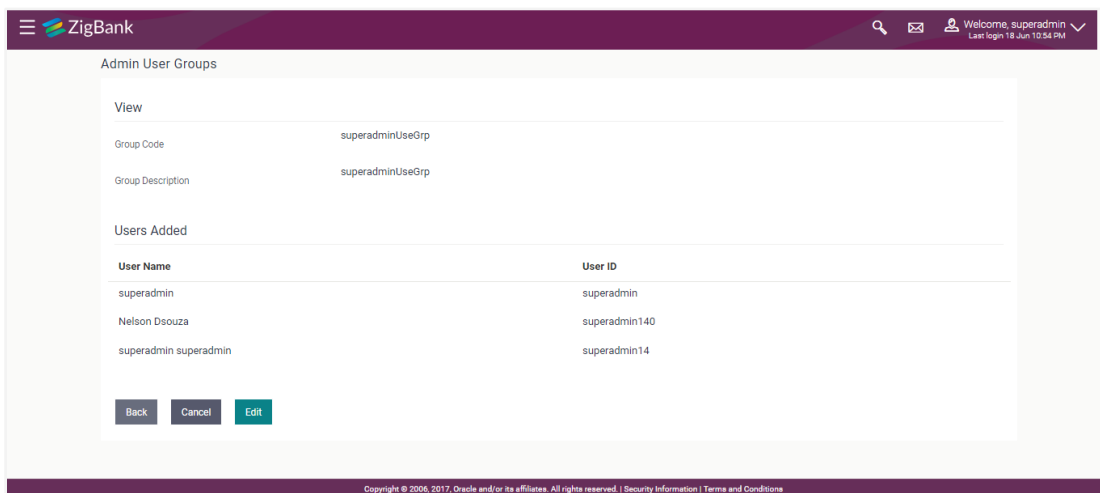 ZigBank
Welcome, superadmin
Last login 18 Jun 10:54 PM
Admin User Groups
View
Group Code superadminUseGrp
Group Description superadminUseGrp
Users Added
User Name User ID
superadmin superadmin
Nelson Dsouza superadmin140
superadmin superadmin superadmin14
Back Cancel Edit
Copyright © 2006, 2017, Oracle and/or its affiliates. All rights reserved. | Security Information | Terms and Conditions